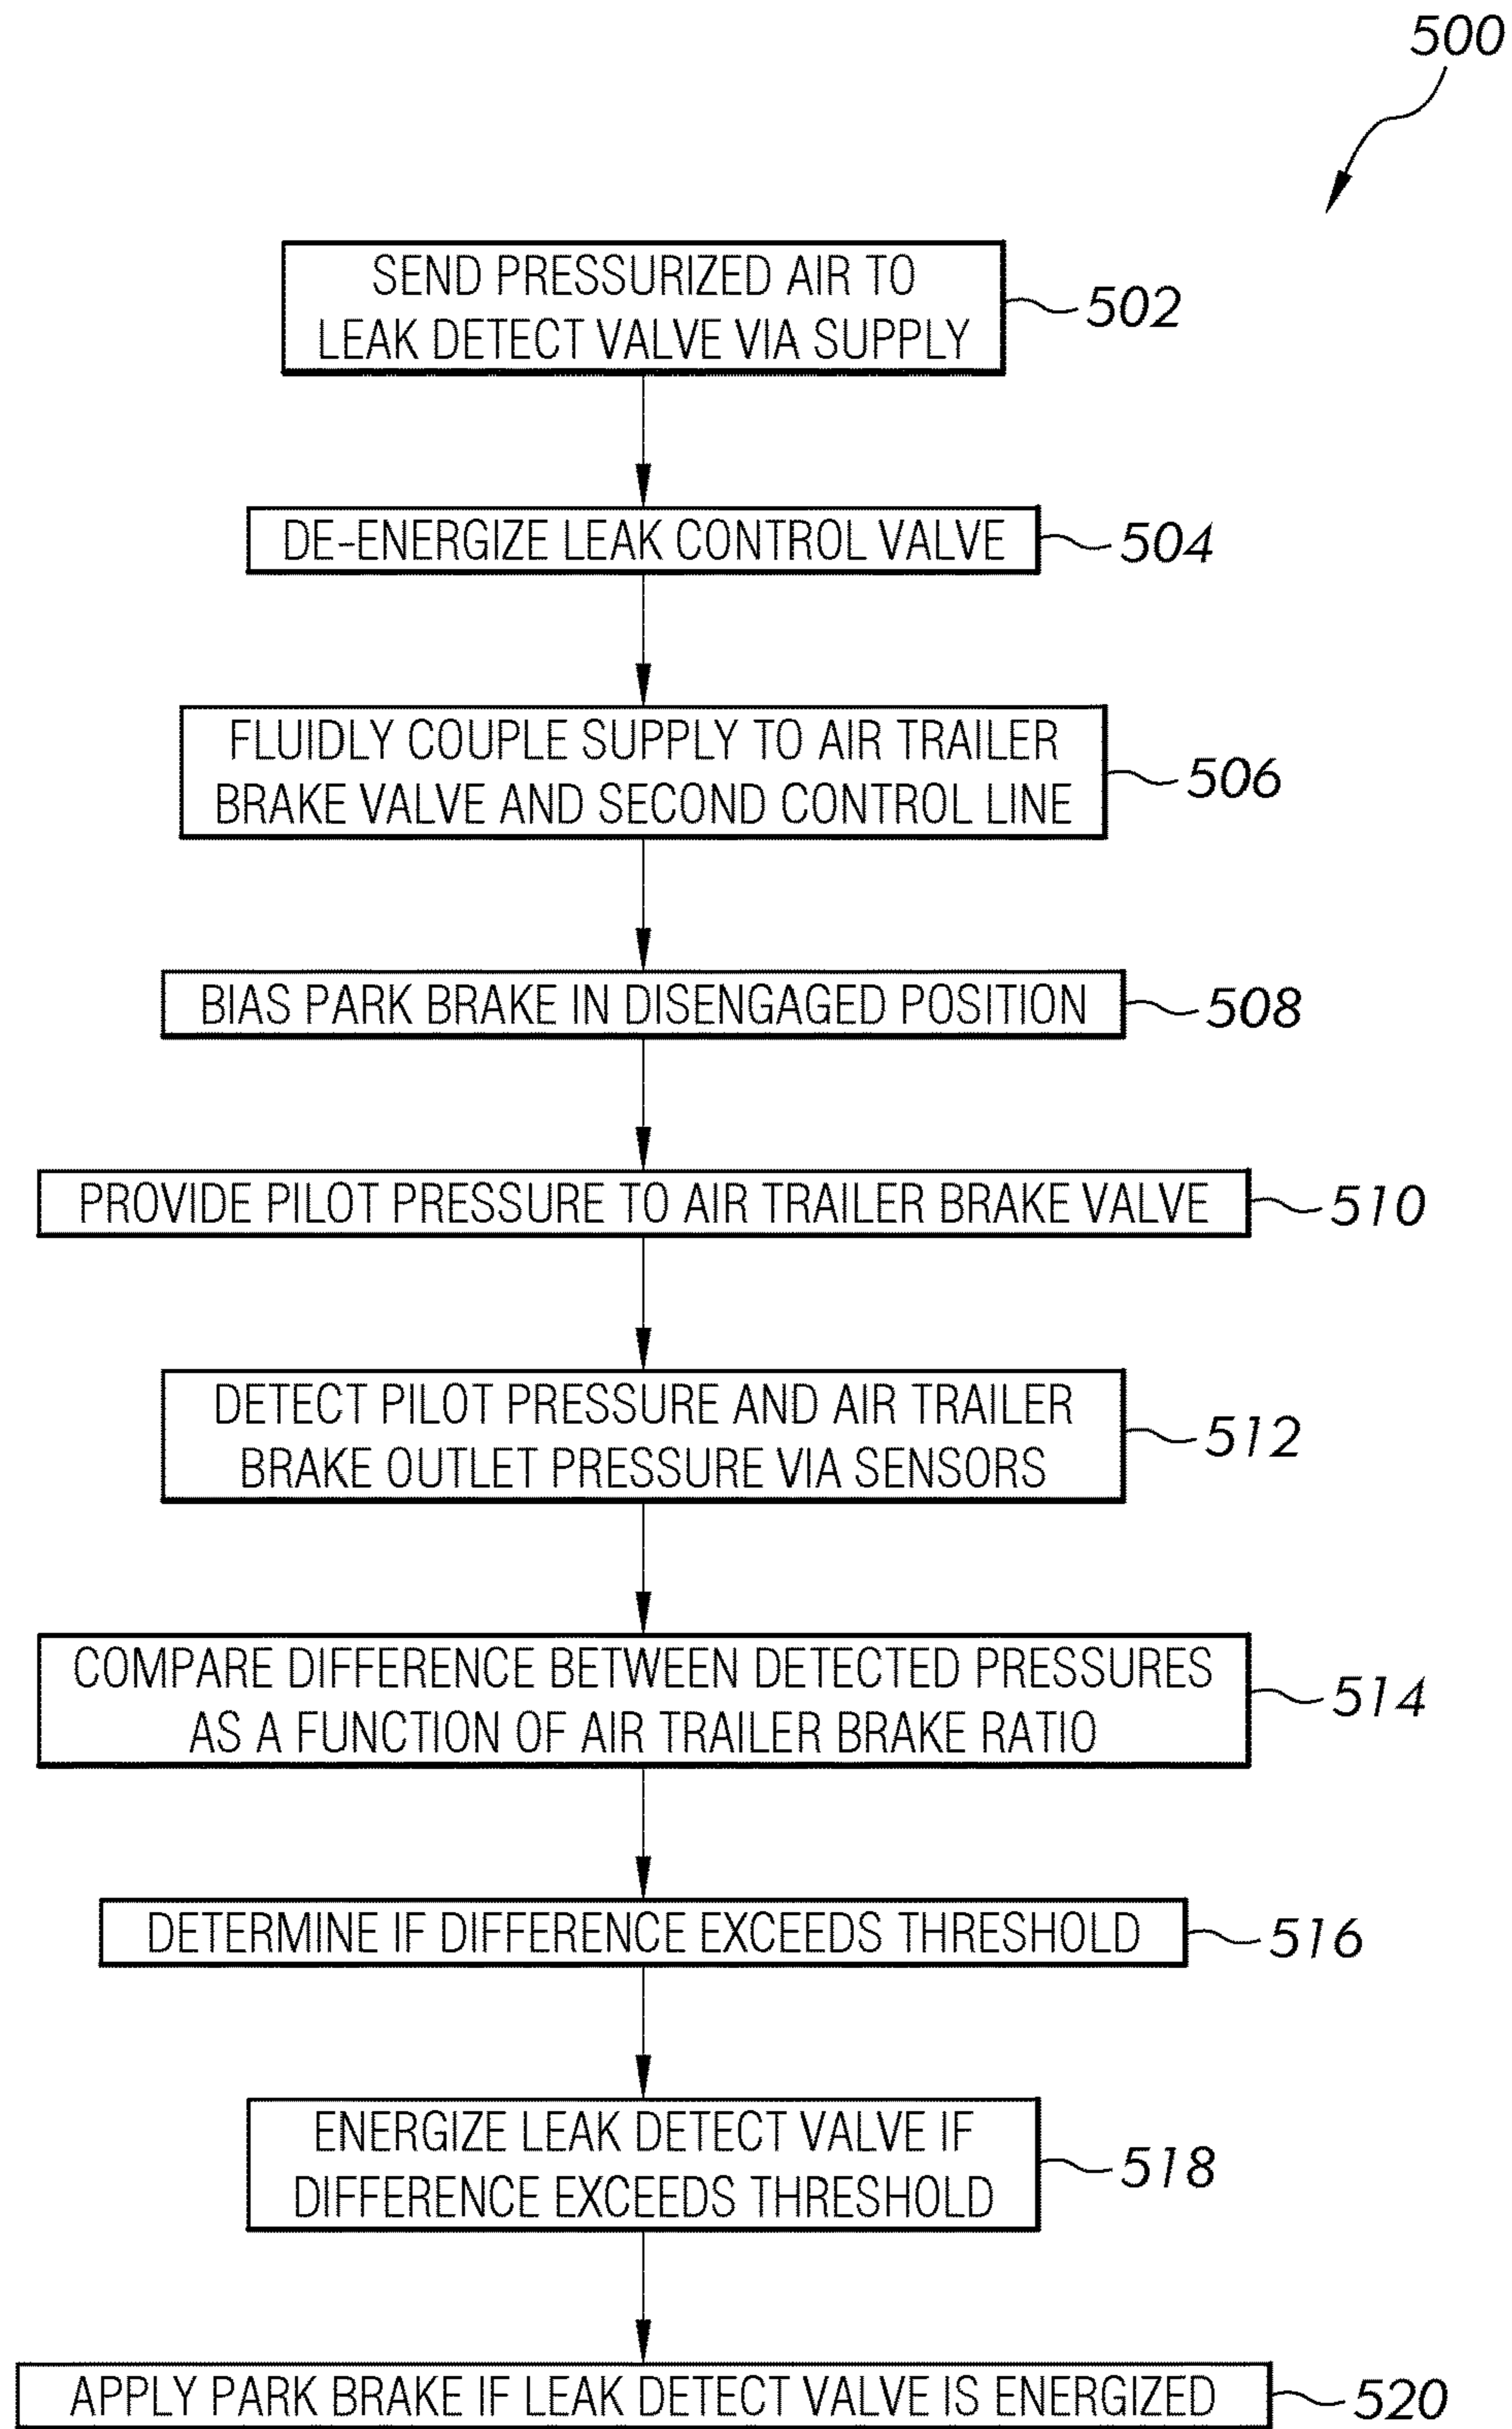 500
SEND PRESSURIZED AIR TO
LEAK DETECT VALVE VIA SUPPLY
502
DE-ENERGIZE LEAK CONTROL VALVE
504
FLUIDLY COUPLE SUPPLY TO AIR TRAILER
BRAKE VALVE AND SECOND CONTROL LINE
506
BIAS PARK BRAKE IN DISENGAGED POSITION
508
PROVIDE PILOT PRESSURE TO AIR TRAILER BRAKE VALVE
510
DETECT PILOT PRESSURE AND AIR TRAILER
BRAKE OUTLET PRESSURE VIA SENSORS
512
COMPARE DIFFERENCE BETWEEN DETECTED PRESSURES
AS A FUNCTION OF AIR TRAILER BRAKE RATIO
514
DETERMINE IF DIFFERENCE EXCEEDS THRESHOLD
516
ENERGIZE LEAK DETECT VALVE IF
DIFFERENCE EXCEEDS THRESHOLD
518
APPLY PARK BRAKE IF LEAK DETECT VALVE IS ENERGIZED
520